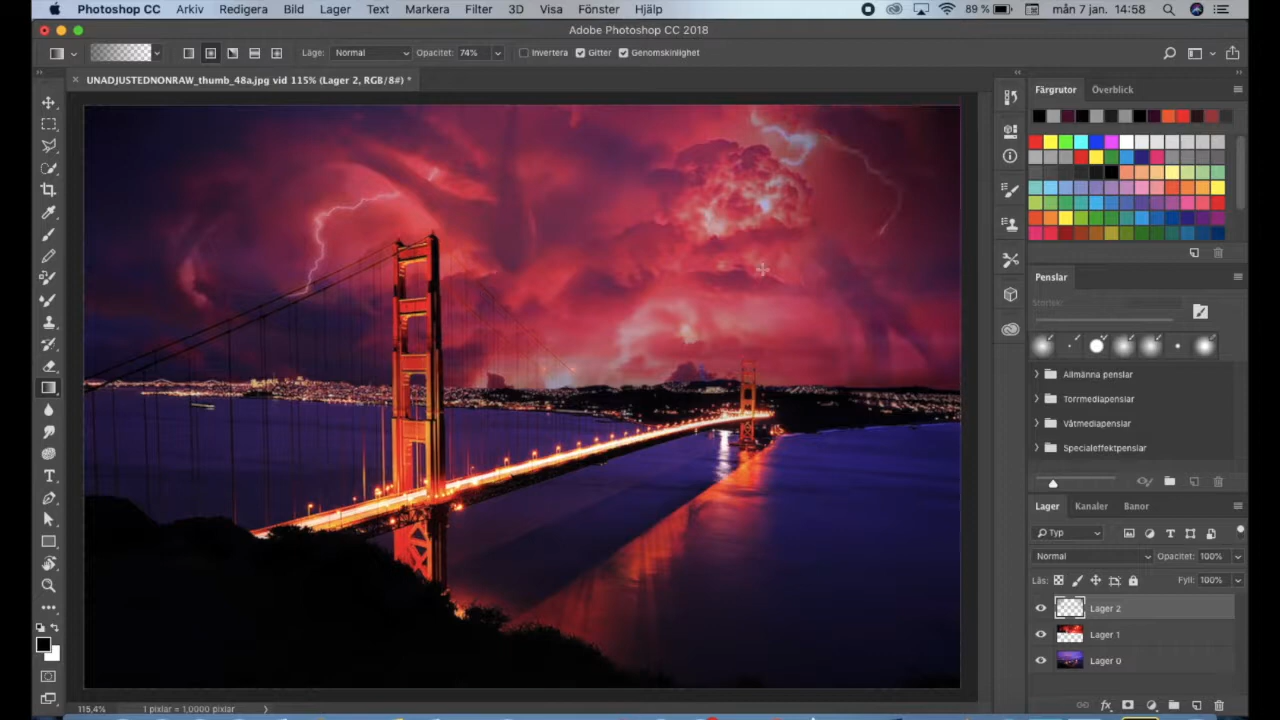 Photoshop CC Arkiv Redigera Bild Lager Text Markera Filter 3D Visa Fönster Hjälp 89 % mån 7 jan. 14:58
Adobe Photoshop CC 2018
Läge: Normal Opacitet: 74% Invertera Gitter Genomskinlighet
UNADJUSTEDNONRAW_thumb_48a.jpg vid 115% (Lager 2, RGB/8#) *
Färgrutor Överblick
Penslar
Storlek:
Allmänna penslar
Torrmediapenslar
Våtmediapenslar
Specialeffektpenslar
Lager Kanaler Banor
Typ
Normal Opacitet: 100%
Lås: Fyll: 100%
Lager 2
Lager 1
Lager 0
115,4% 1 pixlar = 1,0000 pixlar